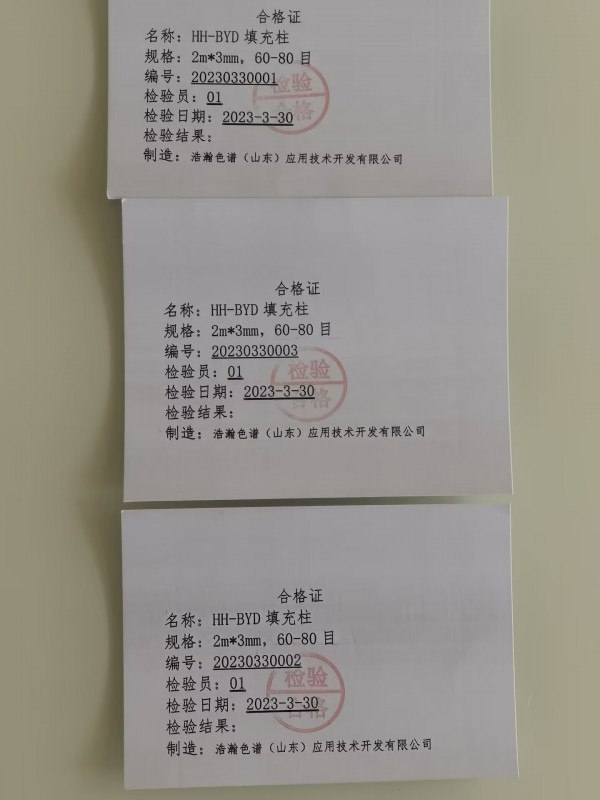 合格证
名称：HH-BYD 填充柱
规格：2m*3mm，60-80 目
编号：20230330001
检验员：01
检验日期：2023-3-30
检验结果：
制造：浩瀚色谱（山东）应用技术开发有限公司
检验
合格
合格证
名称：HH-BYD 填充柱
规格：2m*3mm，60-80 目
编号：20230330003
检验员：01
检验日期：2023-3-30
检验结果：
制造：浩瀚色谱（山东）应用技术开发有限公司
检验
合格
合格证
名称：HH-BYD 填充柱
规格：2m*3mm，60-80 目
编号：20230330002
检验员：01
检验日期：2023-3-30
检验结果：
制造：浩瀚色谱（山东）应用技术开发有限公司
检验
合格